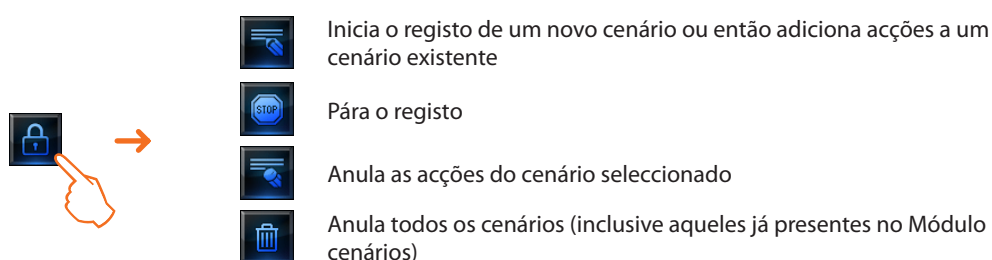 Inicia o registo de um novo cenário ou então adiciona acções a um
cenário existente
STOP
Pára o registo
Anula as acções do cenário seleccionado
Anula todos os cenários (inclusive aqueles já presentes no Módulo
cenários)